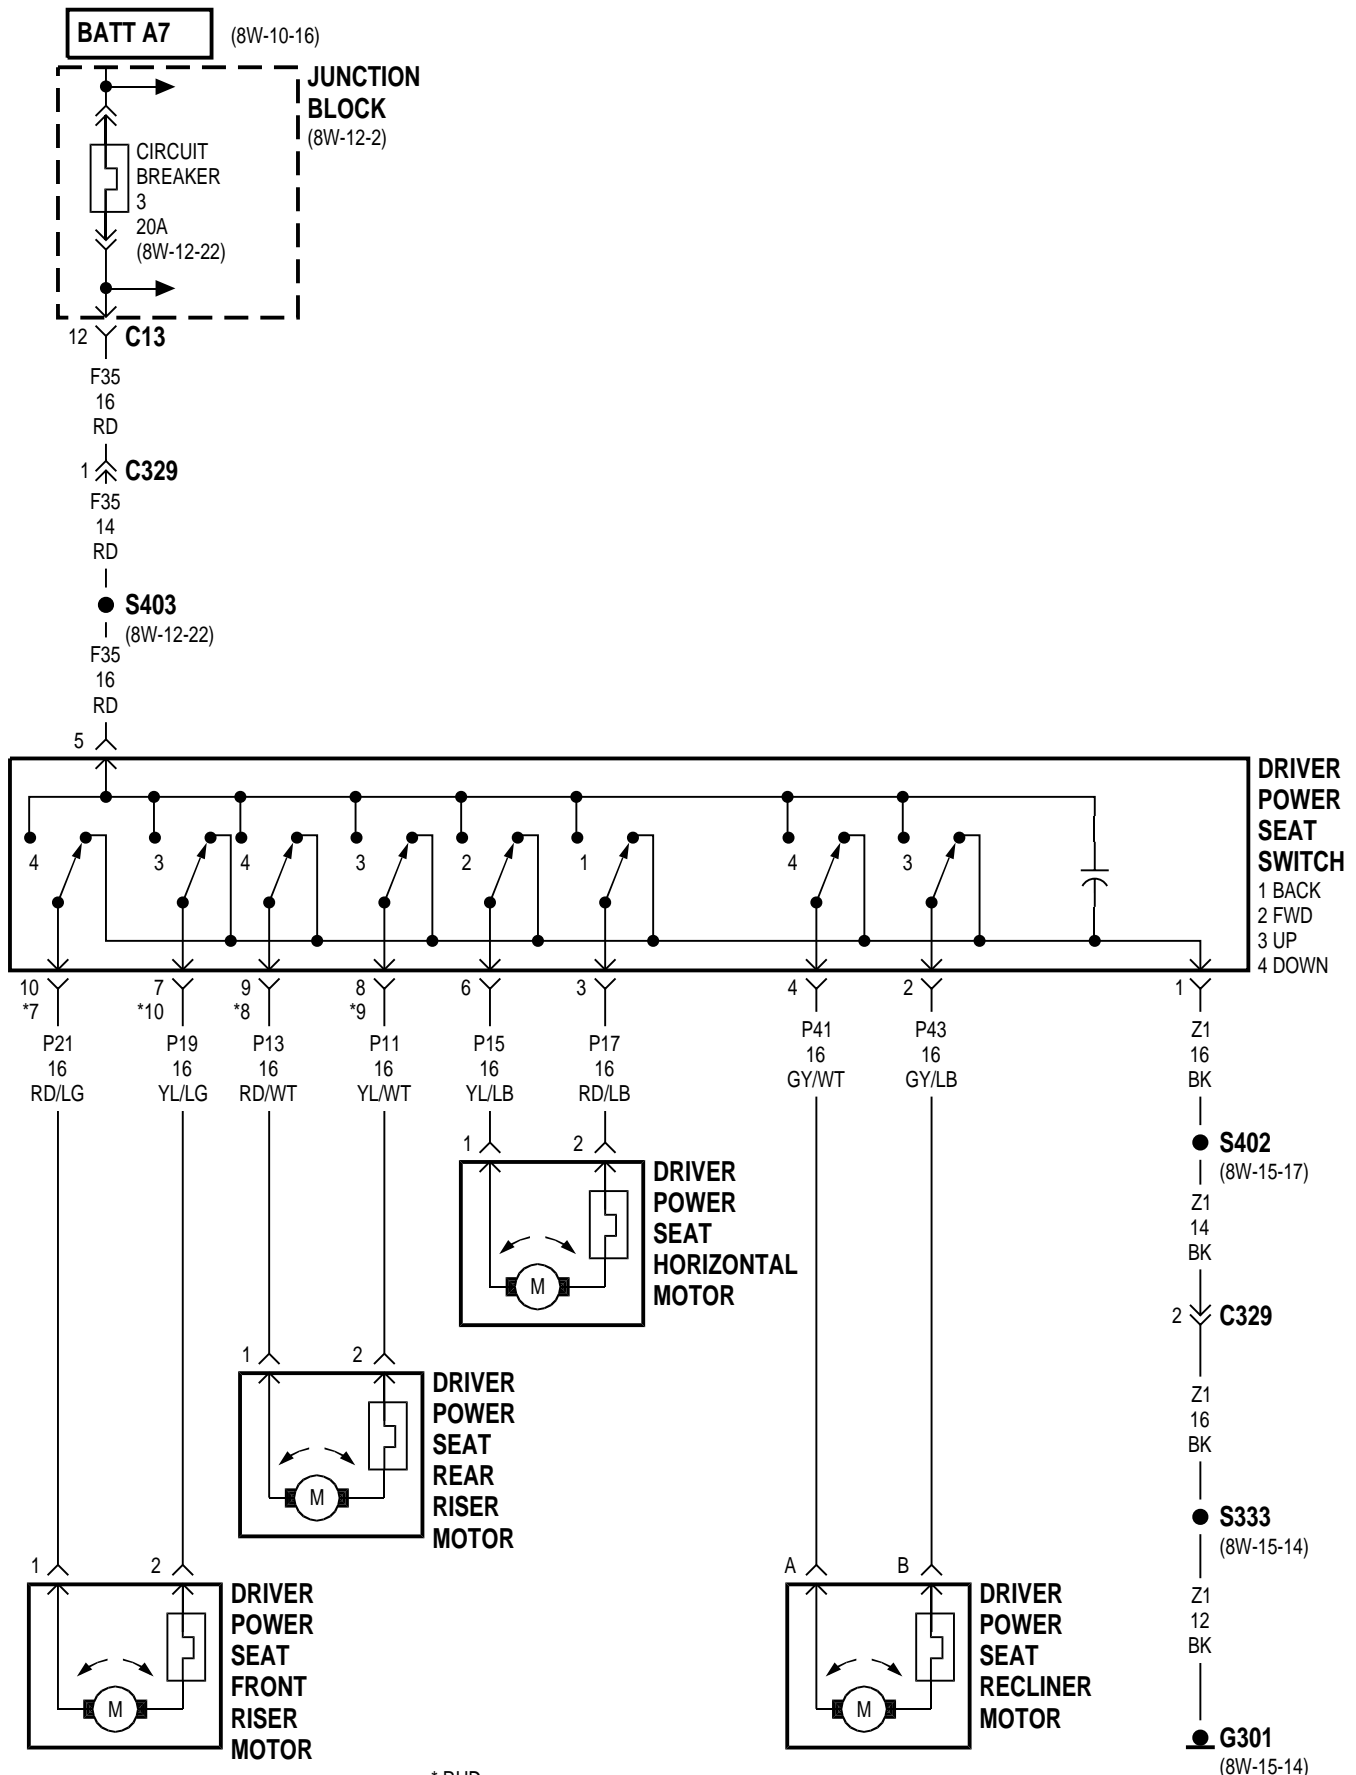 BATT A7
(8W-10-16)
JUNCTION
BLOCK
(8W-12-2)
CIRCUIT
BREAKER
3
20A
(8W-12-22)
12 C13
F35
16
RD
1 C329
F35
14
RD
S403
(8W-12-22)
F35
16
RD
5
DRIVER
POWER
SEAT
SWITCH
1 BACK
2 FWD
3 UP
4 DOWN
4 3 4 3 2 1 4 3
10 7 9 8 6 3 4 2 1
*7 *10 *8 *9
P21 P19 P13 P11 P15 P17 P41 P43 Z1
16 16 16 16 16 16 16 16 16
RD/LG YL/LG RD/WT YL/WT YL/LB RD/LB GY/WT GY/LB BK
S402
(8W-15-17)
Z1
14
BK
2 C329
Z1
16
BK
S333
(8W-15-14)
Z1
12
BK
G301
(8W-15-14)
1 2
DRIVER
POWER
SEAT
HORIZONTAL
MOTOR
M
1 2
DRIVER
POWER
SEAT
REAR
RISER
MOTOR
M
1 2
DRIVER
POWER
SEAT
FRONT
RISER
MOTOR
M
A B
DRIVER
POWER
SEAT
RECLINER
MOTOR
M